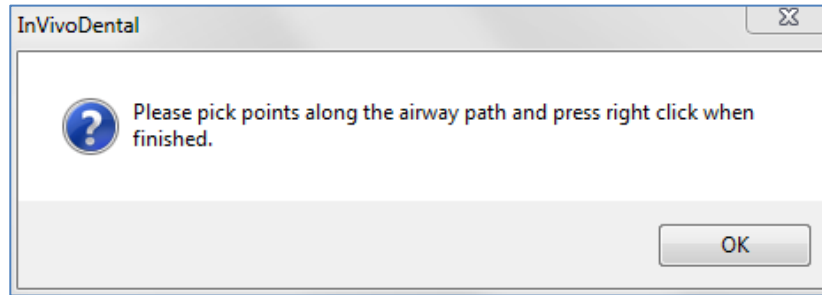 InVivoDental
Please pick points along the airway path and press right click when
finished.
OK